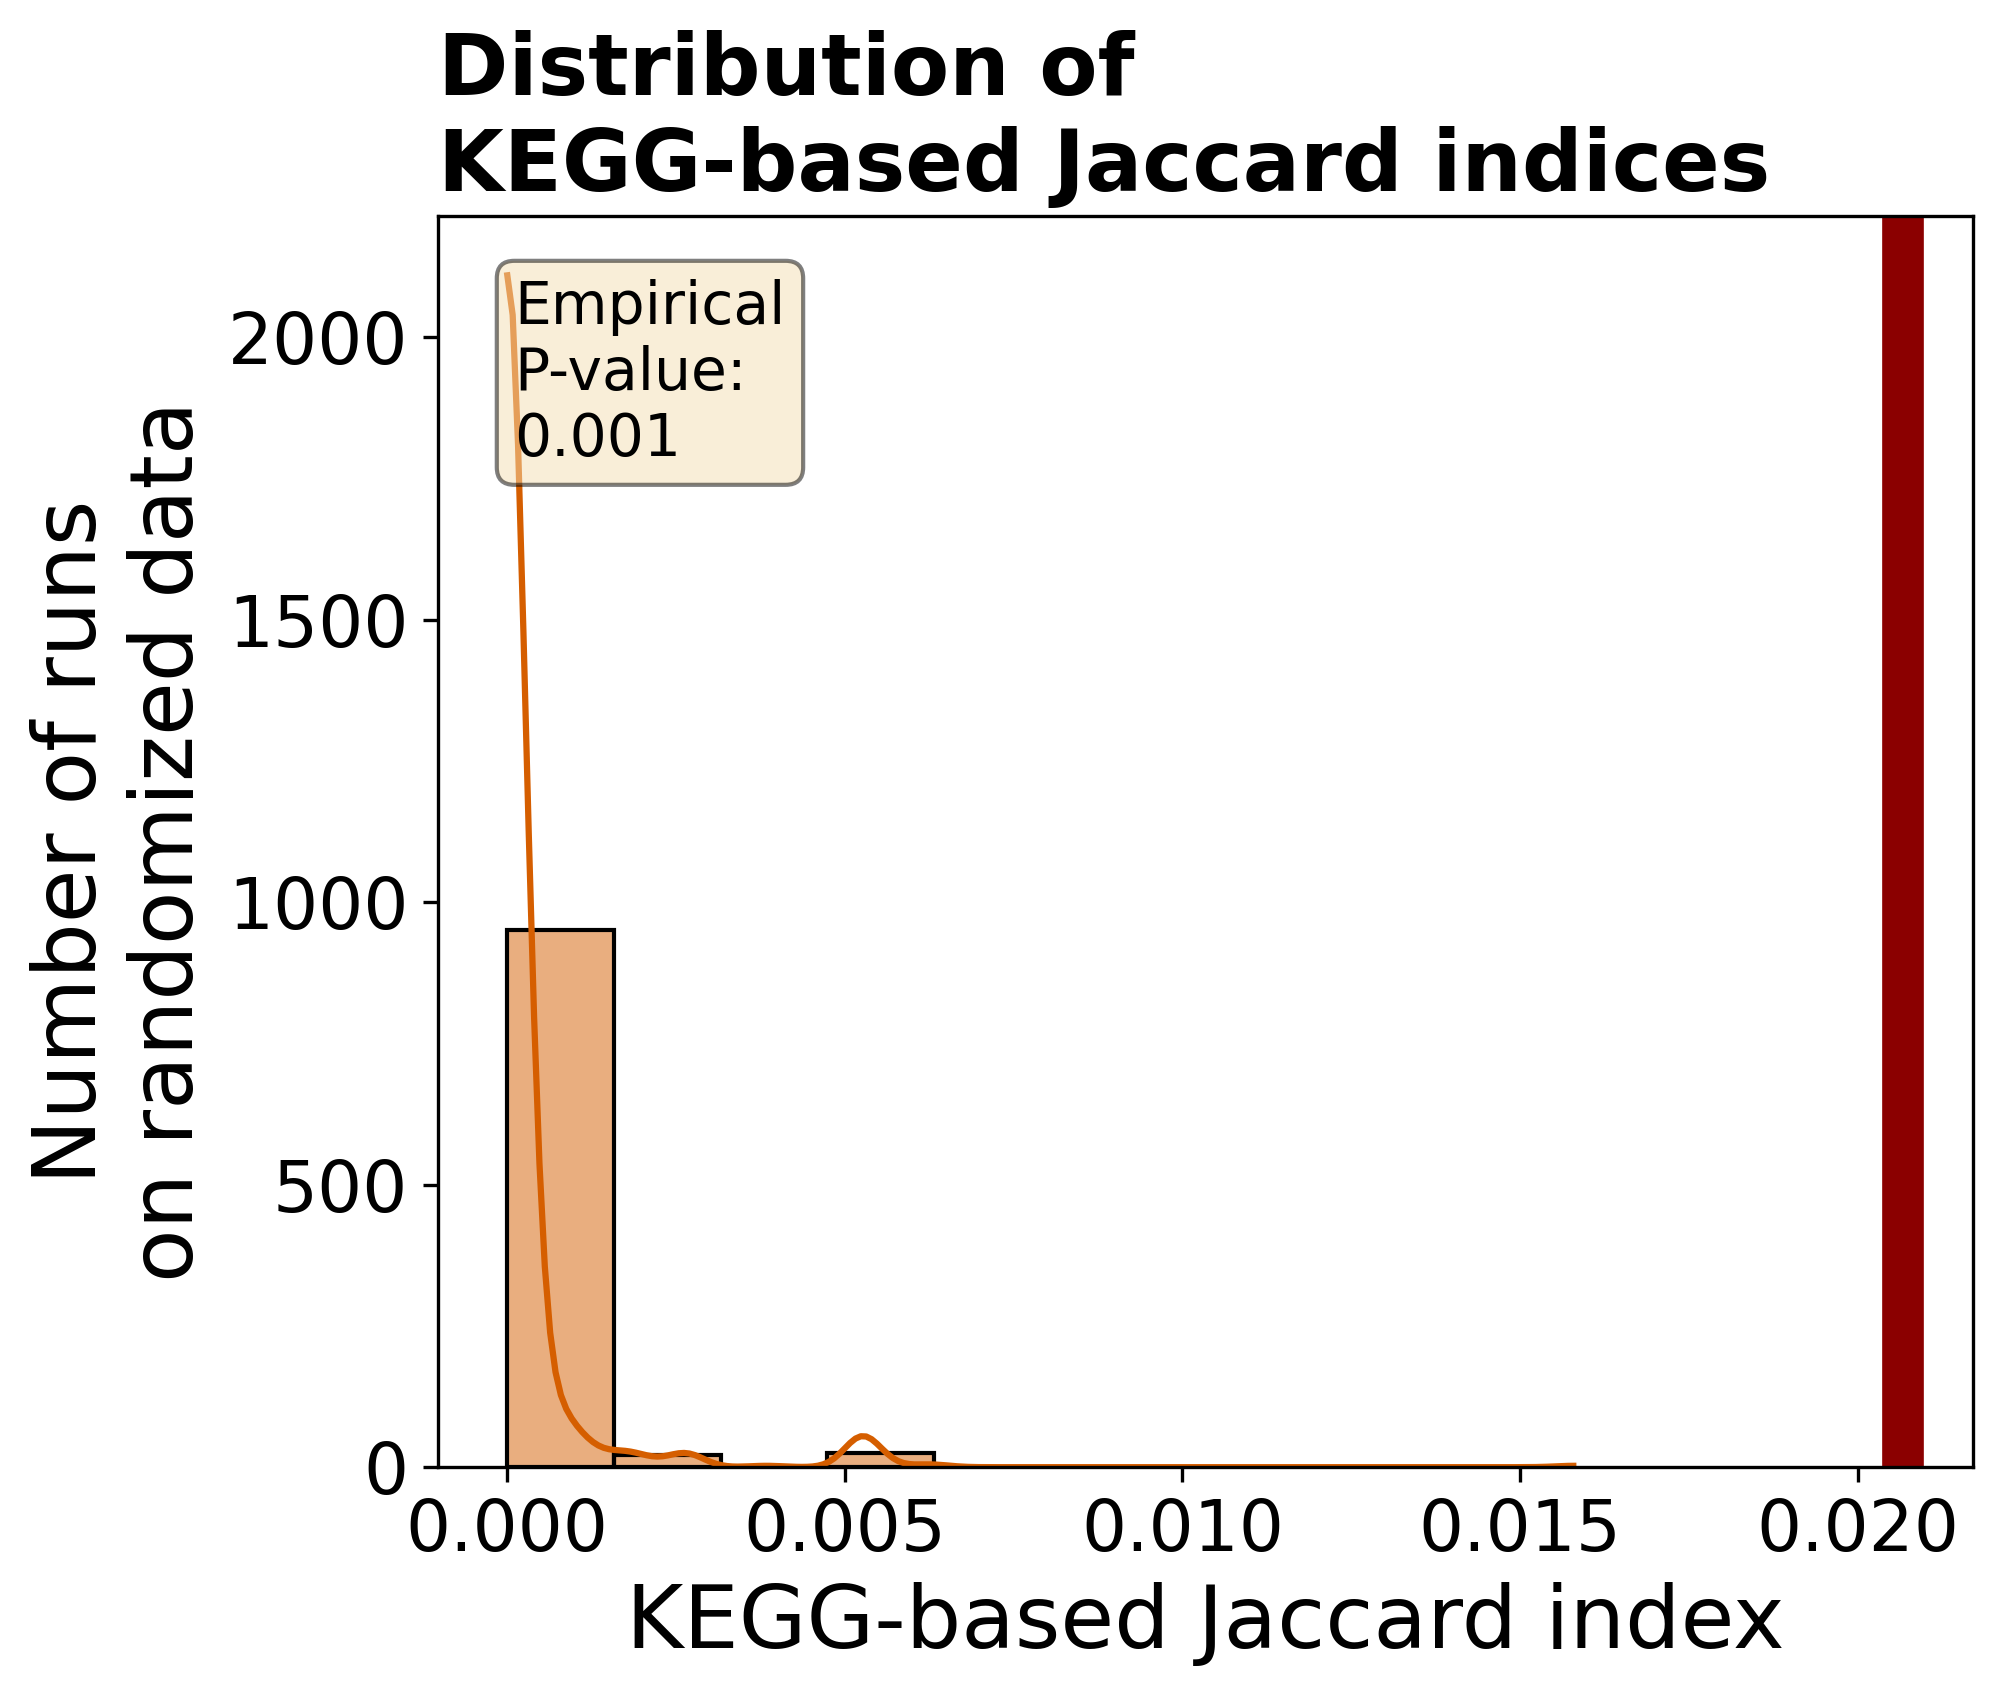 Distribution of
KEGG-based Jaccard indices
Empirical
P-value:
0.001
Number of runs
on randomized data
2000
1500
1000
500
0
0.000 0.005 0.010 0.015 0.020
KEGG-based Jaccard index